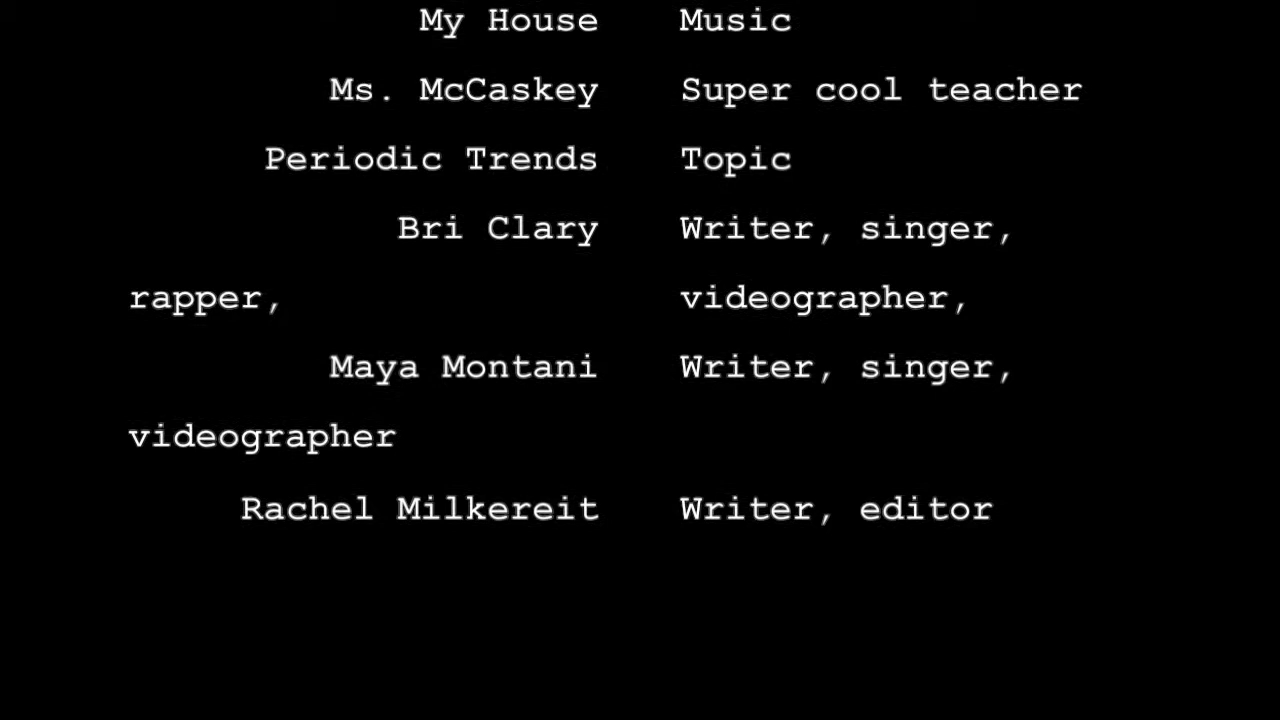 My House Music
Ms. McCaskey Super cool teacher
Periodic Trends Topic
Bri Clary Writer, singer,
rapper, videographer,
Maya Montani Writer, singer,
videographer
Rachel Milkereit Writer, editor